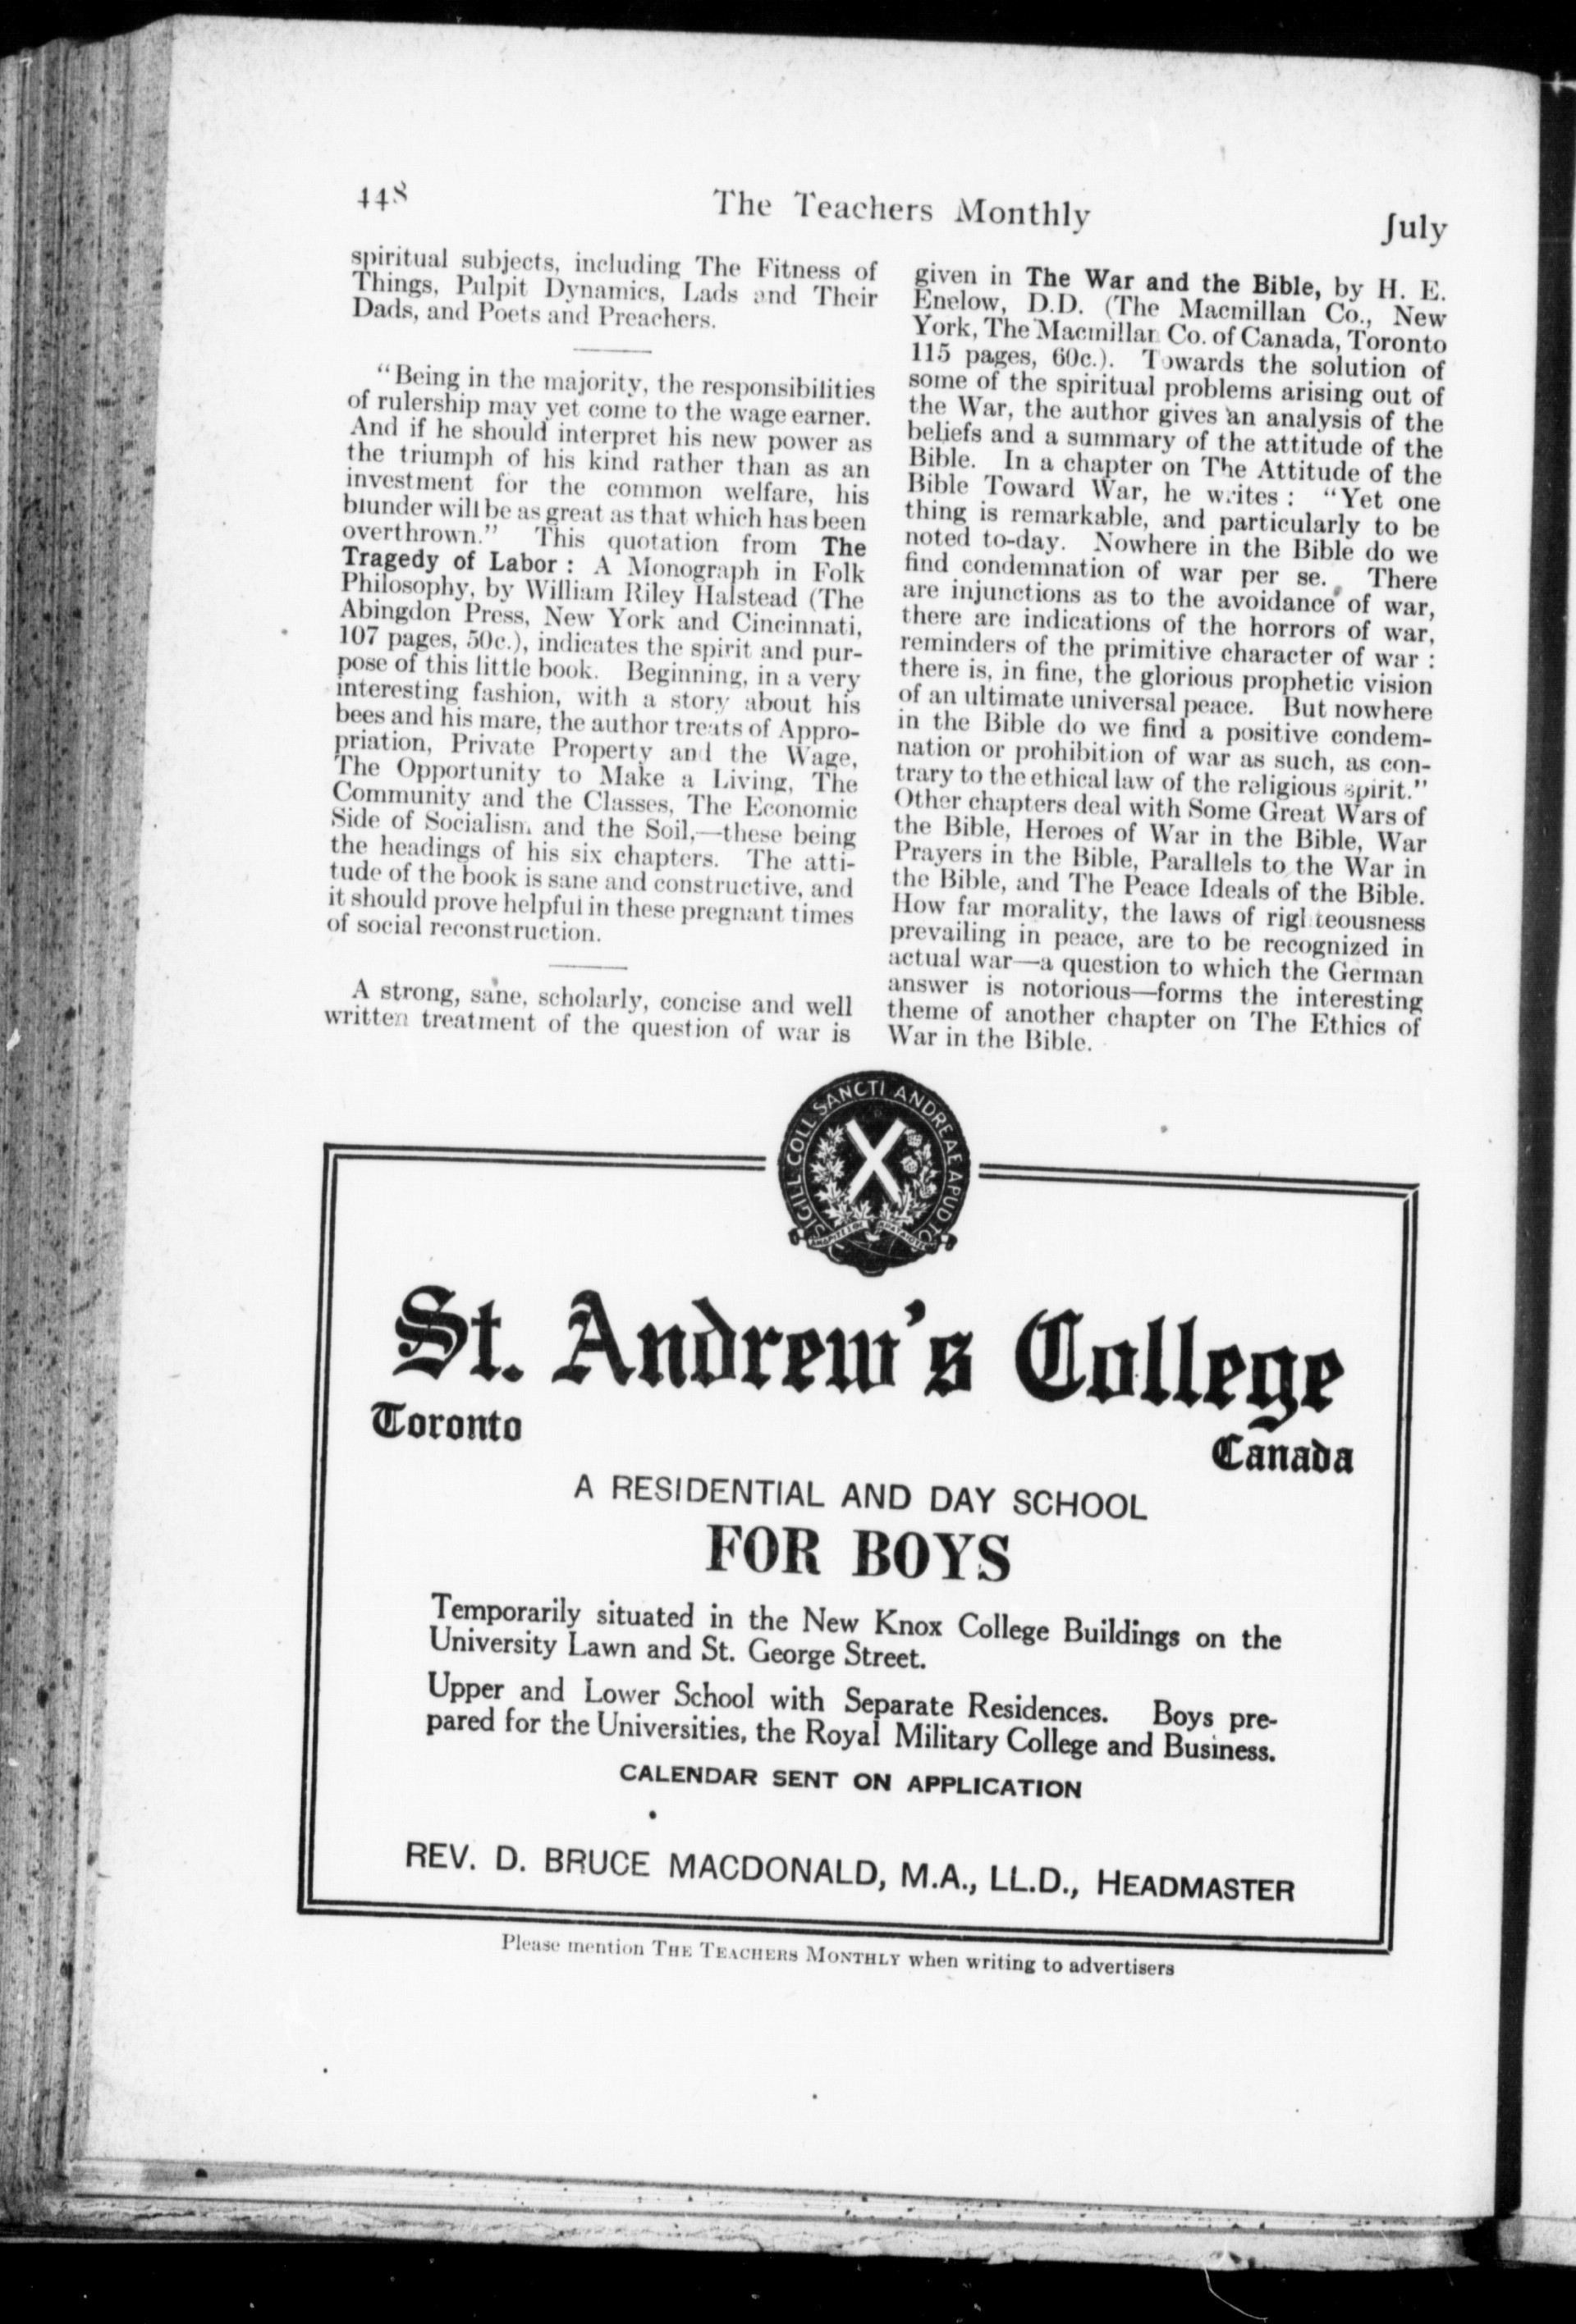 448
The Teachers Monthly
July
spiritual subjects, including The Fitness of
Things, Pulpit Dynamics, Lads and Their
Dads, and Poets and Preachers.
"Being in the majority, the responsibilities
of rulership may yet come to the wage earner.
And if he should interpret his new power as
the triumph of his kind rather than as an
investment for the common welfare, his
blunder will be as great as that which has been
overthrown." This quotation from The
Tragedy of Labor : A Monograph in Folk
Philosophy, by William Riley Halstead (The
Abingdon Press, New York and Cincinnati,
107 pages, 50c.), indicates the spirit and pur-
pose of this little book. Beginning, in a very
interesting fashion, with a story about his
bees and his mare, the author treats of Appro-
priation, Private Property and the Wage,
The Opportunity to Make a Living, The
Community and the Classes, The Economic
Side of Socialism and the Soil,—these being
the headings of his six chapters. The atti-
tude of the book is sane and constructive, and
it should prove helpful in these pregnant times
of social reconstruction.
A strong, sane, scholarly, concise and well
written treatment of the question of war is
given in The War and the Bible, by H. E.
Enelow, D.D. (The Macmillan Co., New
York, The Macmillan Co. of Canada, Toronto
115 pages, 60c.). Towards the solution of
some of the spiritual problems arising out of
the War, the author gives an analysis of the
beliefs and a summary of the attitude of the
Bible. In a chapter on The Attitude of the
Bible Toward War, he writes : "Yet one
thing is remarkable, and particularly to be
noted to-day. Nowhere in the Bible do we
find condemnation of war per se. There
are injunctions as to the avoidance of war,
there are indications of the horrors of war,
reminders of the primitive character of war :
there is, in fine, the glorious prophetic vision
of an ultimate universal peace. But nowhere
in the Bible do we find a positive condem-
nation or prohibition of war as such, as con-
trary to the ethical law of the religious spirit."
Other chapters deal with Some Great Wars of
the Bible, Heroes of War in the Bible, War
Prayers in the Bible, Parallels to the War in
the Bible, and The Peace Ideals of the Bible.
How far morality, the laws of righteousness
prevailing in peace, are to be recognized in
actual war—a question to which the German
answer is notorious—forms the interesting
theme of another chapter on The Ethics of
War in the Bible.
SIGILL COLL SANCTI ANDREAE APUD TO
St. Andrew's College
Toronto
Canada
A RESIDENTIAL AND DAY SCHOOL
FOR BOYS
Temporarily situated in the New Knox College Buildings on the
University Lawn and St. George Street.
Upper and Lower School with Separate Residences. Boys pre-
pared for the Universities, the Royal Military College and Business.
CALENDAR SENT ON APPLICATION
REV. D. BRUCE MACDONALD, M.A., LL.D., HEADMASTER
Please mention THE TEACHERS MONTHLY when writing to advertisers